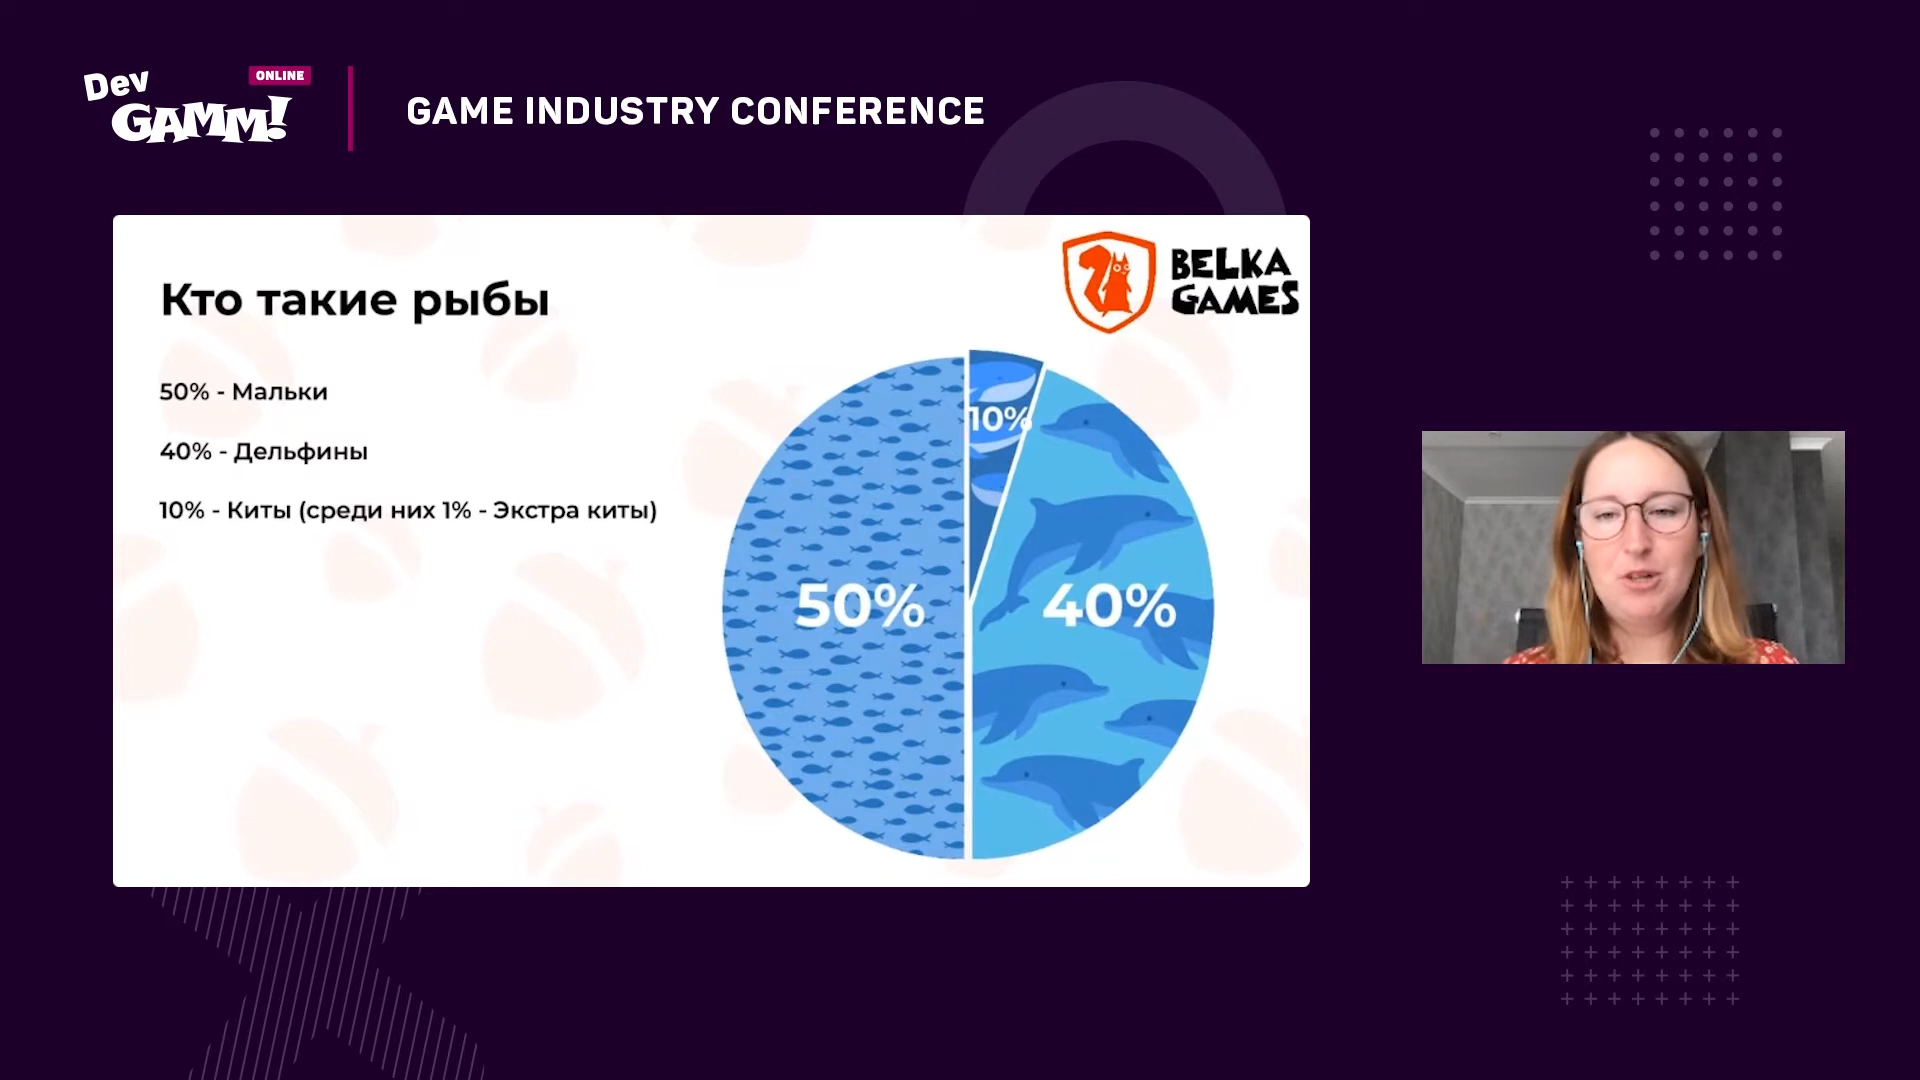 Dev
GAMM!
ONLINE
GAME INDUSTRY CONFERENCE
BELKA
GAMES
Кто такие рыбы
50% - Мальки
40% - Дельфины
10% - Киты (среди них 1% - Экстра киты)
10%
50%
40%